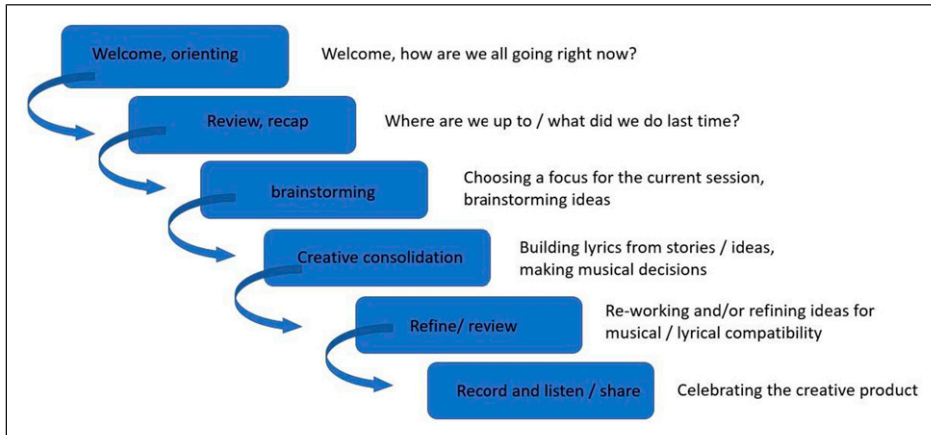 Welcome, orienting
Welcome, how are we all going right now?
Review, recap
Where are we up to / what did we do last time?
brainstorming
Choosing a focus for the current session,
brainstorming ideas
Creative consolidation
Building lyrics from stories / ideas,
making musical decisions
Refine/ review
Re-working and/or refining ideas for
musical / lyrical compatibility
Record and listen / share
Celebrating the creative product